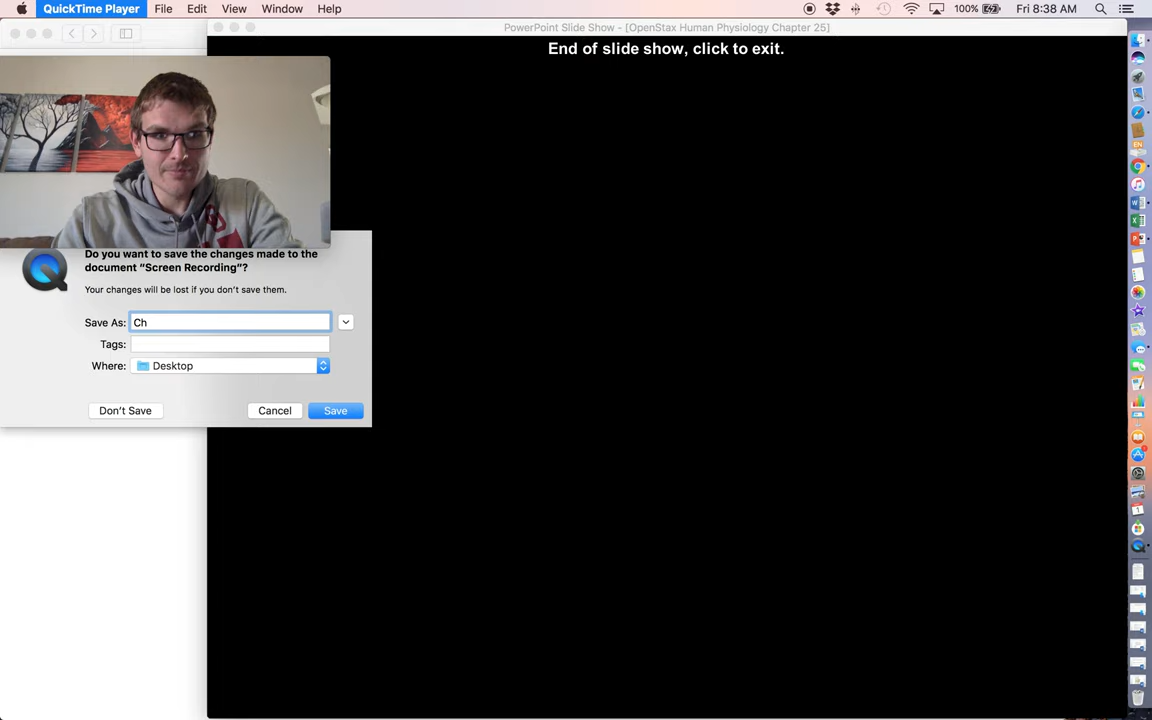 QuickTime Player File Edit View Window Help 100% Fri 8:38 AM
PowerPoint Slide Show - [OpenStax Human Physiology Chapter 25]
End of slide show, click to exit.
Do you want to save the changes made to the
document “Screen Recording”?
Your changes will be lost if you don’t save them.
Save As: Ch
Tags:
Where: Desktop
Don’t Save Cancel Save